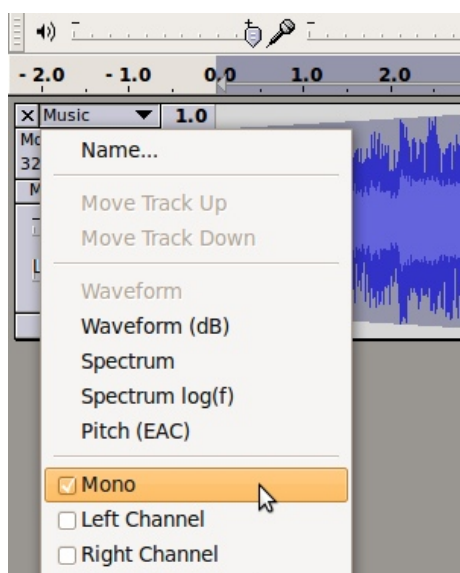 - 2.0 - 1.0 0.0 1.0 2.0
Music 1.0
Name...
32
Move Track Up
Move Track Down
L
Waveform
Waveform (dB)
Spectrum
Spectrum log(f)
Pitch (EAC)
Mono
Left Channel
Right Channel